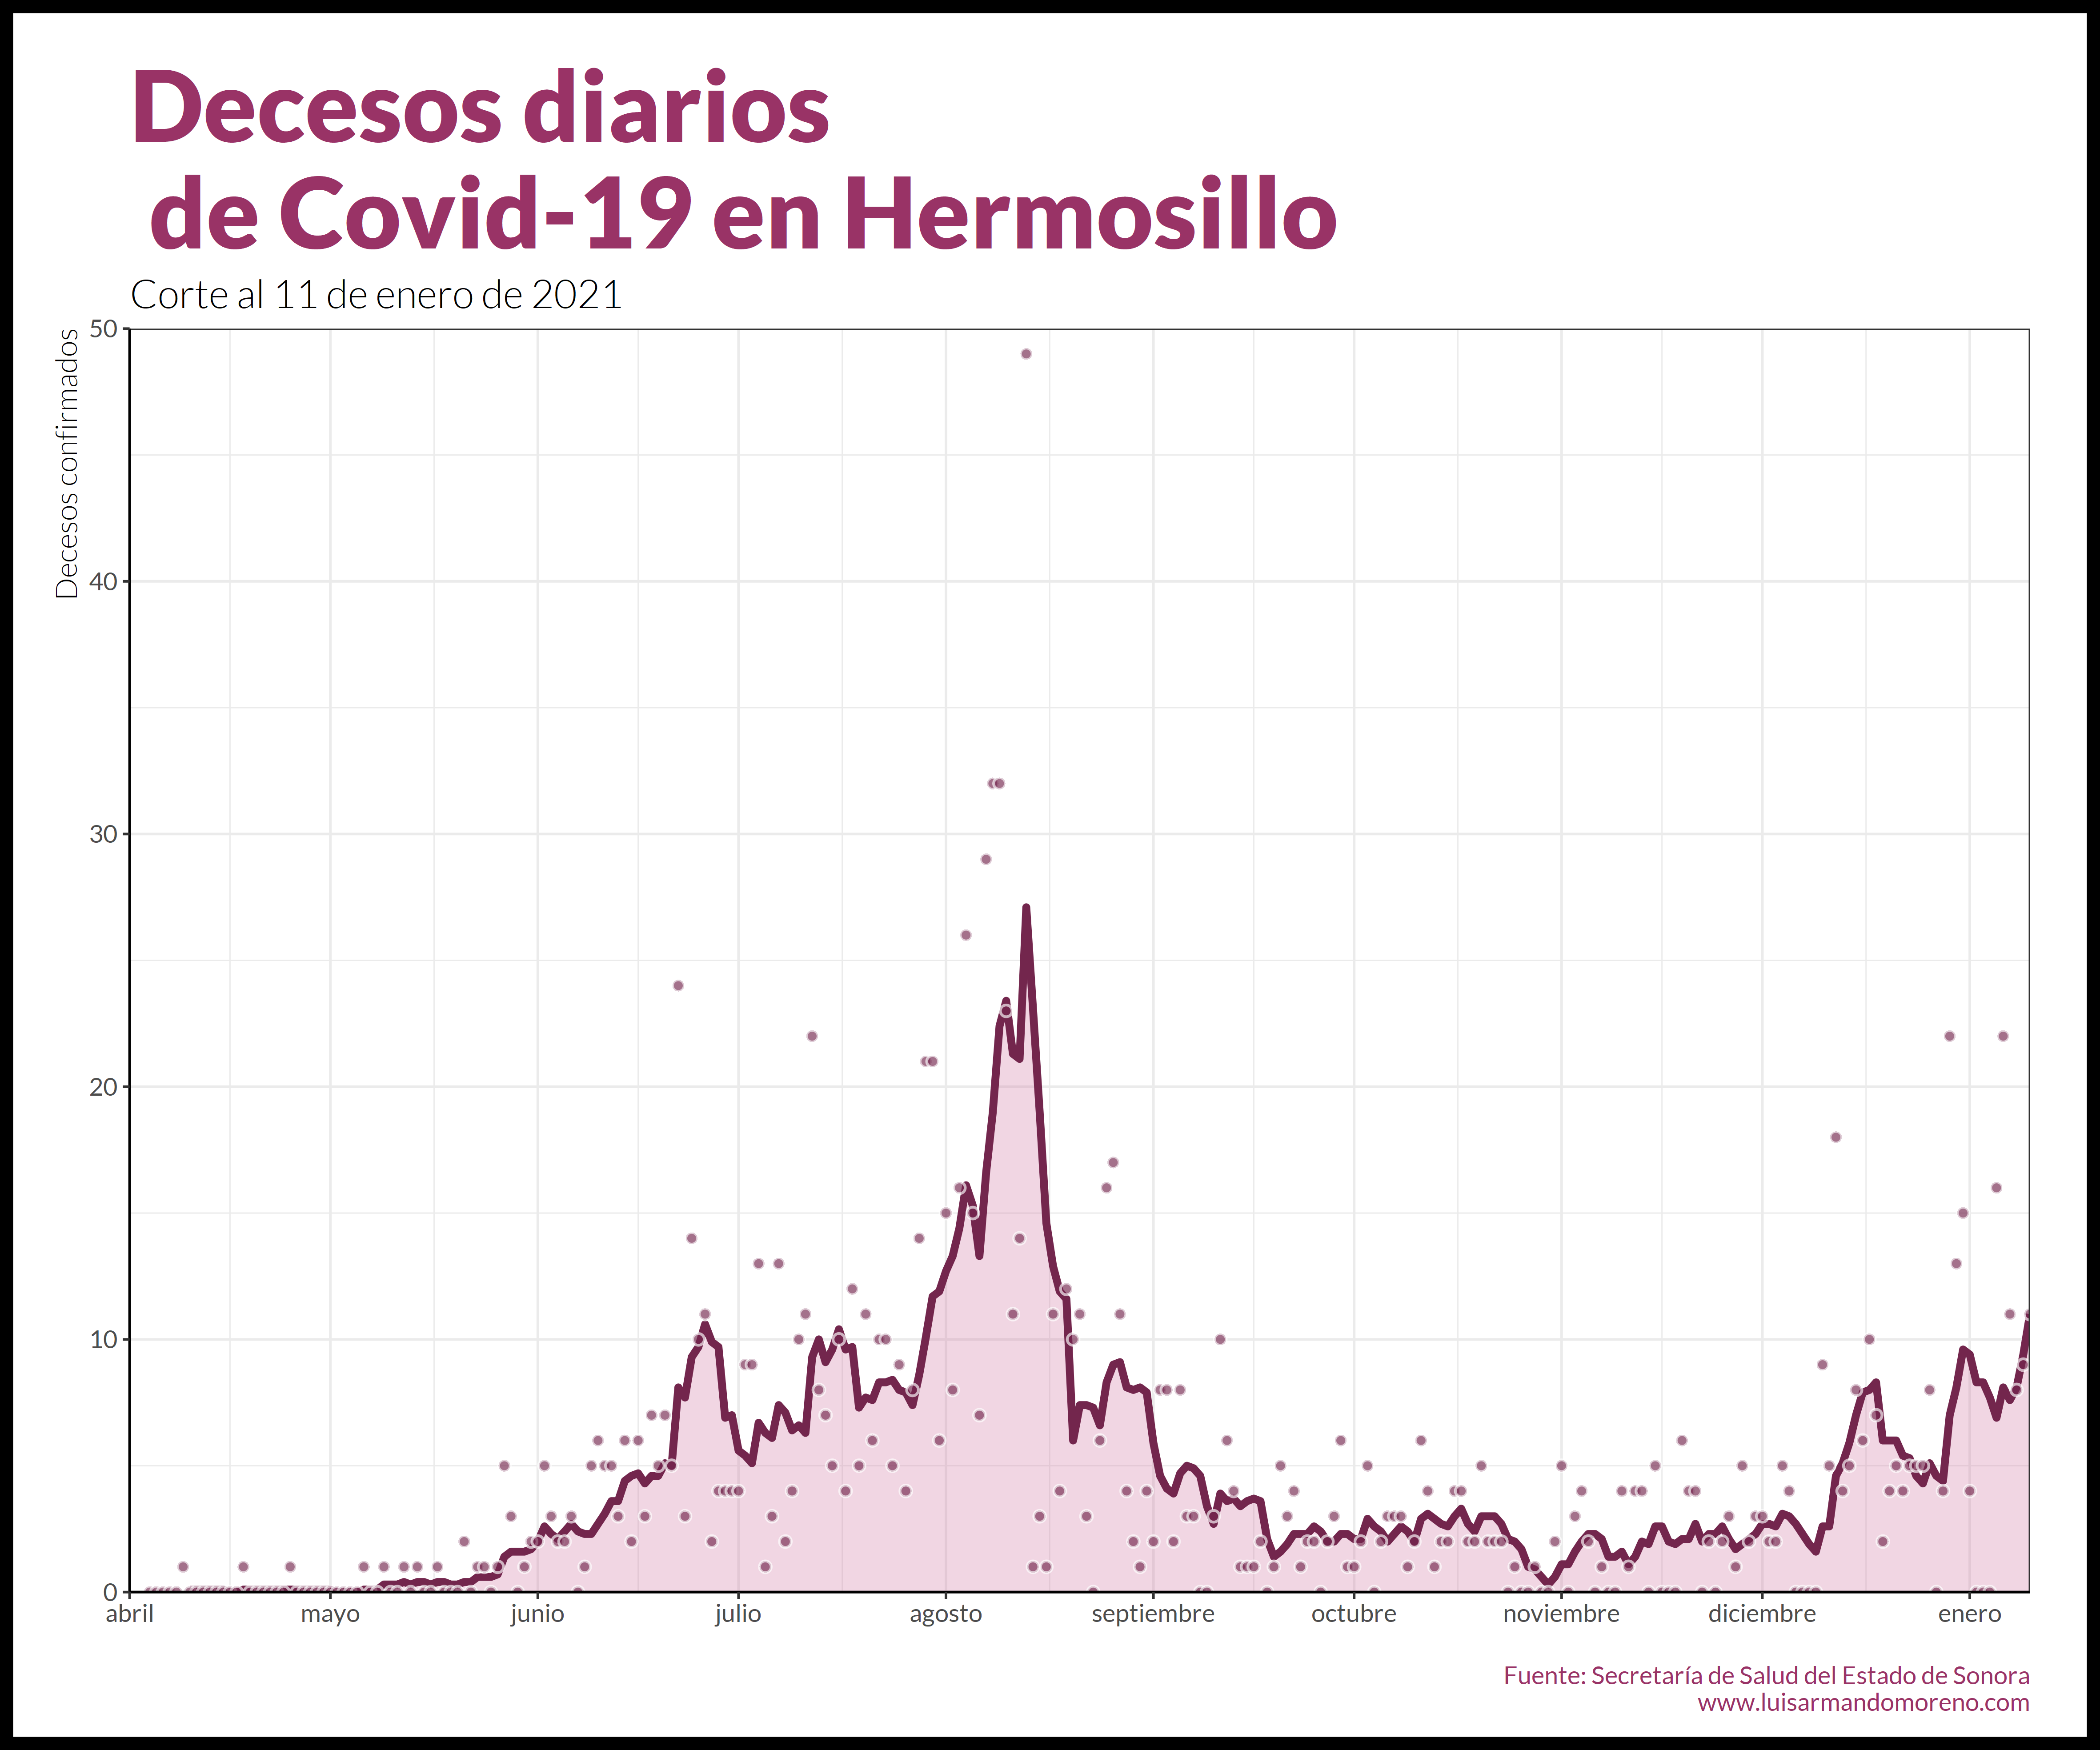 Decesos diarios
de Covid-19 en Hermosillo
Corte al 11 de enero de 2021
Decesos confirmados
50
40
30
20
10
0
abril mayo junio julio agosto septiembre octubre noviembre diciembre enero
Fuente: Secretaría de Salud del Estado de Sonora
www.luisarmandomoreno.com